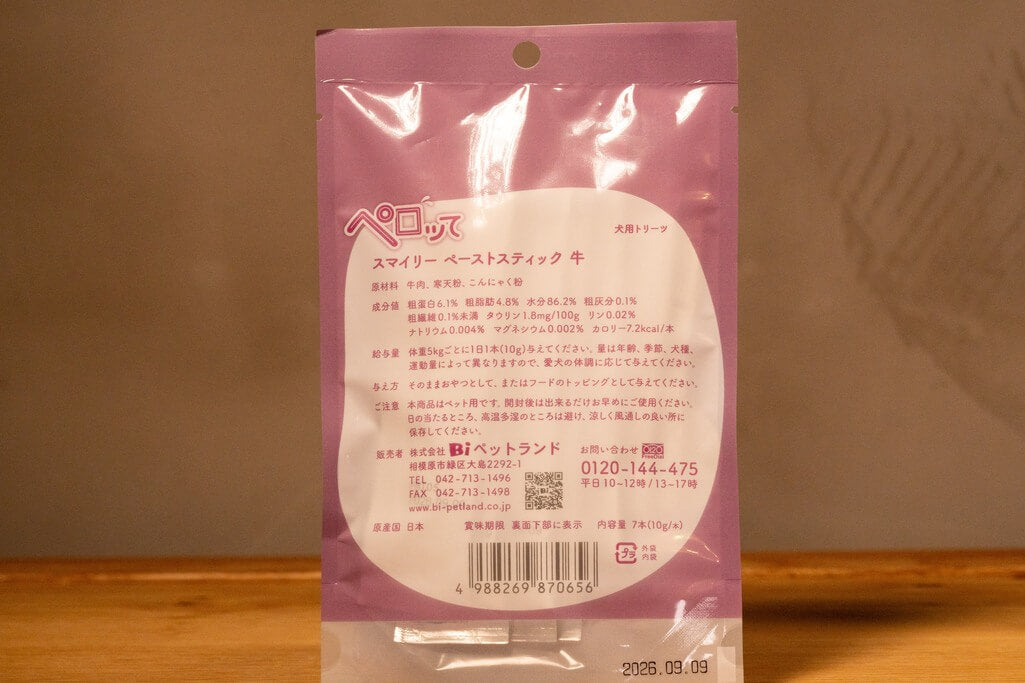 ペロッて
犬用トリーツ
スマイリー ペーストスティック 牛
原材料 牛肉、寒天粉、こんにゃく粉
成分値 粗蛋白6.1% 粗脂肪4.8% 水分86.2% 粗灰分0.1%
粗繊維0.1%未満 タウリン1.8mg/100g リン0.02%
ナトリウム0.004% マグネシウム0.002% カロリー7.2kcal/本
給与量 体重5kgごとに1日1本(10g)与えてください。量は年齢、季節、犬種、
運動量によって異なりますので、愛犬の体調に応じて与えてください。
与え方 そのままおやつとして、またはフードのトッピングとして与えてください。
ご注意 本商品はペット用です。開封後は出来るだけお早めにご使用ください。
日の当たるところ、高温多湿のところは避け、涼しく風通しの良い所に
保存してください。
販売者 株式会社 Bi ペットランド
相模原市緑区大島2292-1
TEL 042-713-1496
FAX 042-713-1498
www.bi-petland.co.jp
Bi
お問い合わせ
FreeDial
0120-144-475
平日10~12時/13~17時
原産国 日本 賞味期限 裏面下部に表示 内容量 7本(10g/本)
4 988269 870656
プラ
外袋
内袋
2026.09.09